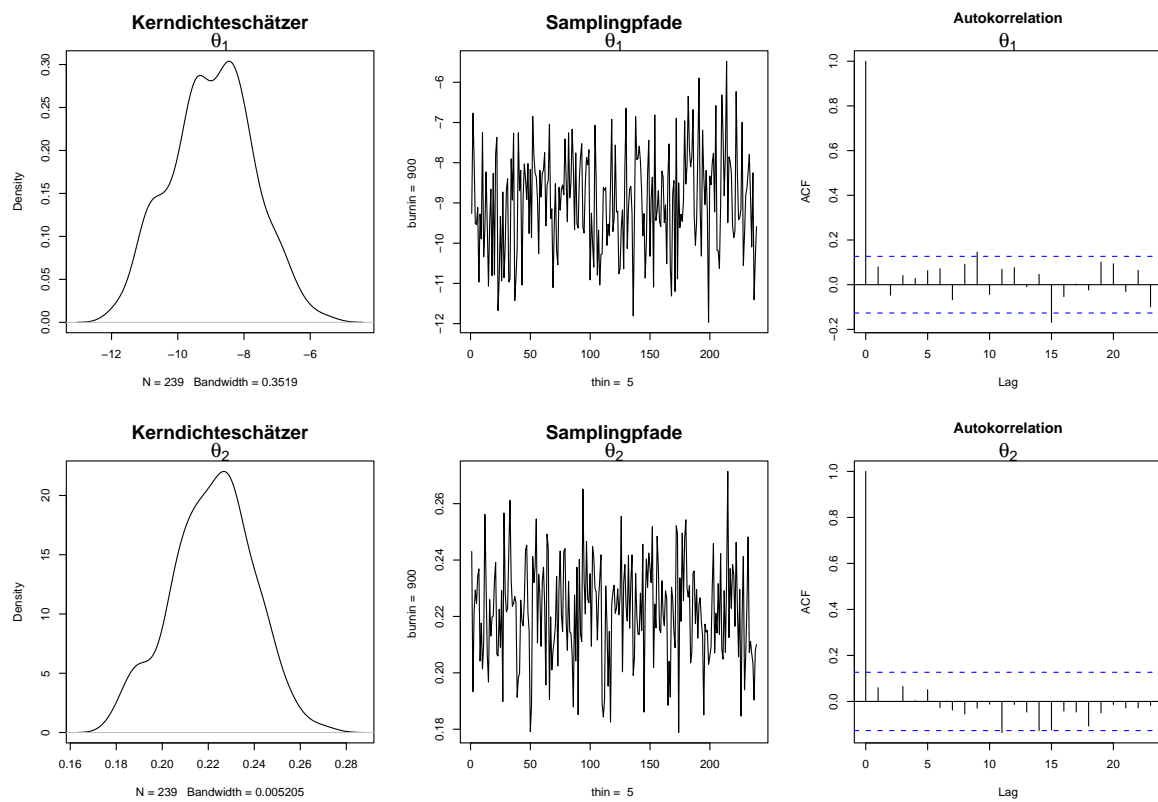 Kerndichteschätzer
θ1
Density
0.00 0.05 0.10 0.15 0.20 0.25 0.30
−12 −10 −8 −6
N = 239 Bandwidth = 0.3519
Samplingpfade
θ1
burnin = 900
−12 −11 −10 −9 −8 −7 −6
0 50 100 150 200
thin = 5
Autokorrelation
θ1
ACF
−0.2 0.0 0.2 0.4 0.6 0.8 1.0
0 5 10 15 20
Lag
Kerndichteschätzer
θ2
Density
0 5 10 15 20
0.16 0.18 0.20 0.22 0.24 0.26 0.28
N = 239 Bandwidth = 0.005205
Samplingpfade
θ2
burnin = 900
0.18 0.20 0.22 0.24 0.26
0 50 100 150 200
thin = 5
Autokorrelation
θ2
ACF
0.0 0.2 0.4 0.6 0.8 1.0
0 5 10 15 20
Lag